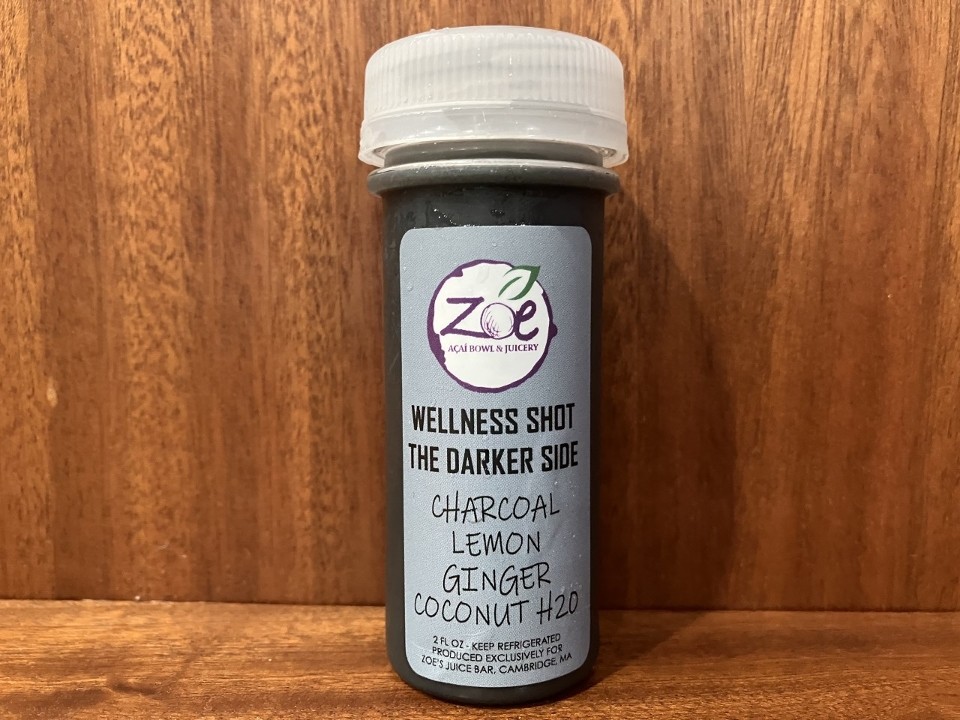 Zoe
AÇAÍ BOWL & JUICERY
WELLNESS SHOT
THE DARKER SIDE
CHARCOAL
LEMON
GINGER
COCONUT H20
2 FL OZ - KEEP REFRIGERATED
PRODUCED EXCLUSIVELY FOR
ZOE'S JUICE BAR, CAMBRIDGE, MA